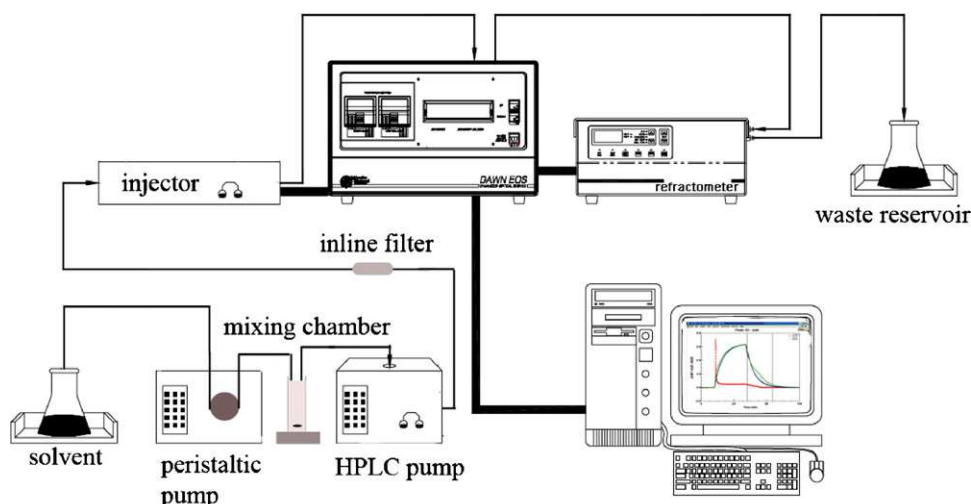 injector
DAWN EOS
refractometer
waste reservoir
inline filter
mixing chamber
solvent
peristaltic
pump
HPLC pump